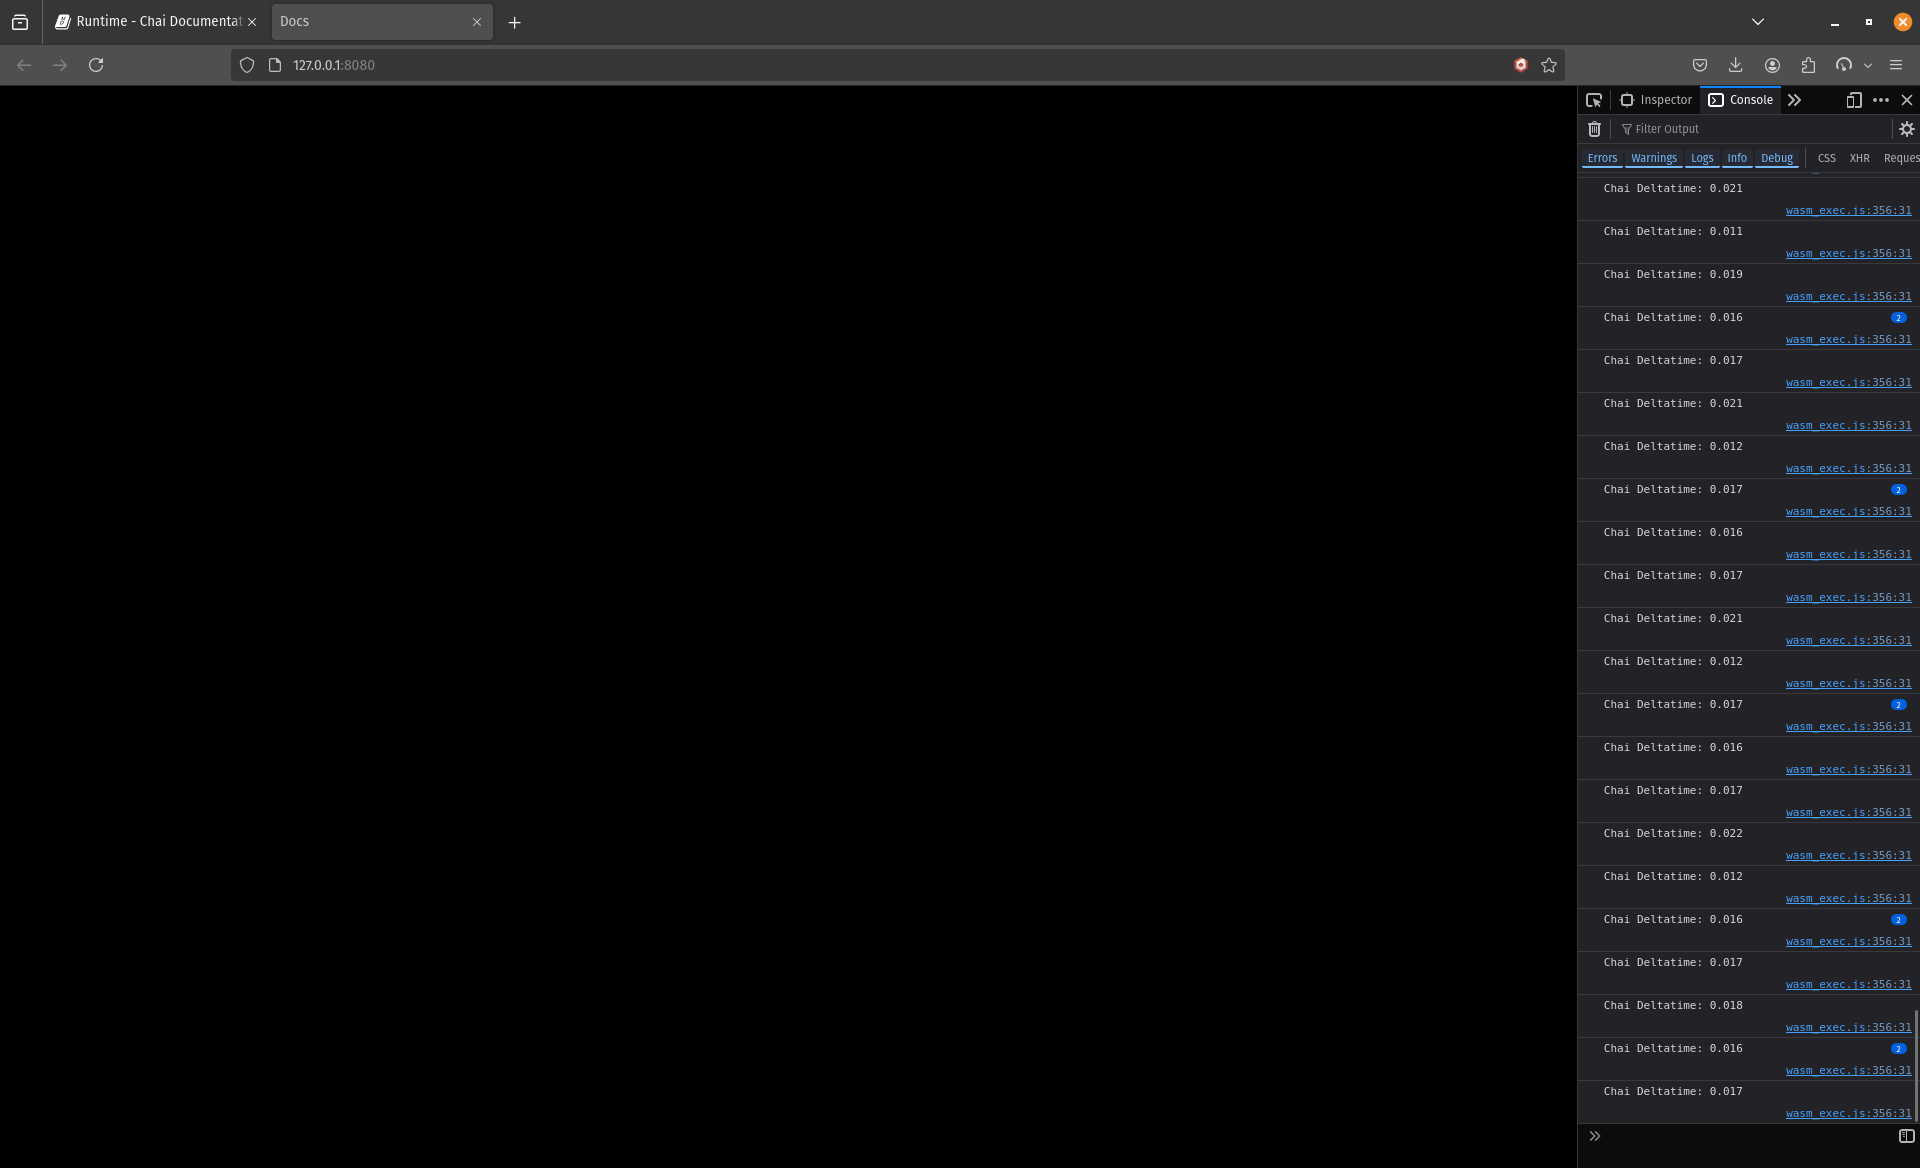 Runtime - Chai Documentat
Docs
127.0.0.1:8080
Inspector
Console
Filter Output
Errors Warnings Logs Info Debug CSS XHR Reques
Chai Deltatime: 0.021
wasm_exec.js:356:31
Chai Deltatime: 0.011
wasm_exec.js:356:31
Chai Deltatime: 0.019
wasm_exec.js:356:31
Chai Deltatime: 0.016 2
wasm_exec.js:356:31
Chai Deltatime: 0.017
wasm_exec.js:356:31
Chai Deltatime: 0.021
wasm_exec.js:356:31
Chai Deltatime: 0.012
wasm_exec.js:356:31
Chai Deltatime: 0.017 2
wasm_exec.js:356:31
Chai Deltatime: 0.016
wasm_exec.js:356:31
Chai Deltatime: 0.017
wasm_exec.js:356:31
Chai Deltatime: 0.021
wasm_exec.js:356:31
Chai Deltatime: 0.012
wasm_exec.js:356:31
Chai Deltatime: 0.017 2
wasm_exec.js:356:31
Chai Deltatime: 0.016
wasm_exec.js:356:31
Chai Deltatime: 0.017
wasm_exec.js:356:31
Chai Deltatime: 0.022
wasm_exec.js:356:31
Chai Deltatime: 0.012
wasm_exec.js:356:31
Chai Deltatime: 0.016 2
wasm_exec.js:356:31
Chai Deltatime: 0.017
wasm_exec.js:356:31
Chai Deltatime: 0.018
wasm_exec.js:356:31
Chai Deltatime: 0.016 2
wasm_exec.js:356:31
Chai Deltatime: 0.017
wasm_exec.js:356:31